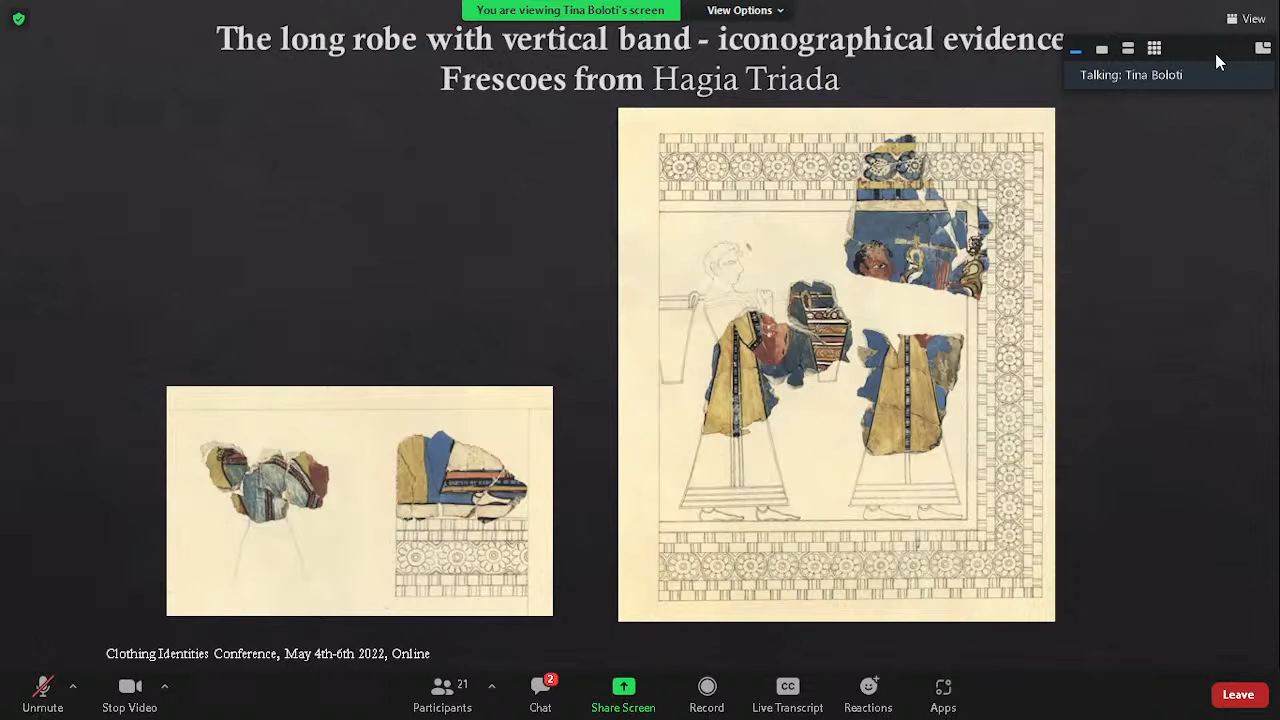 You are viewing Tina Boloti's screen
View Options
View
The long robe with vertical band - iconographical evidence
Frescoes from Hagia Triada
Talking: Tina Boloti
Clothing Identities Conference, May 4th-6th 2022, Online
Unmute
Stop Video
21
Participants
2
Chat
Share Screen
Record
CC
Live Transcript
Reactions
Apps
Leave